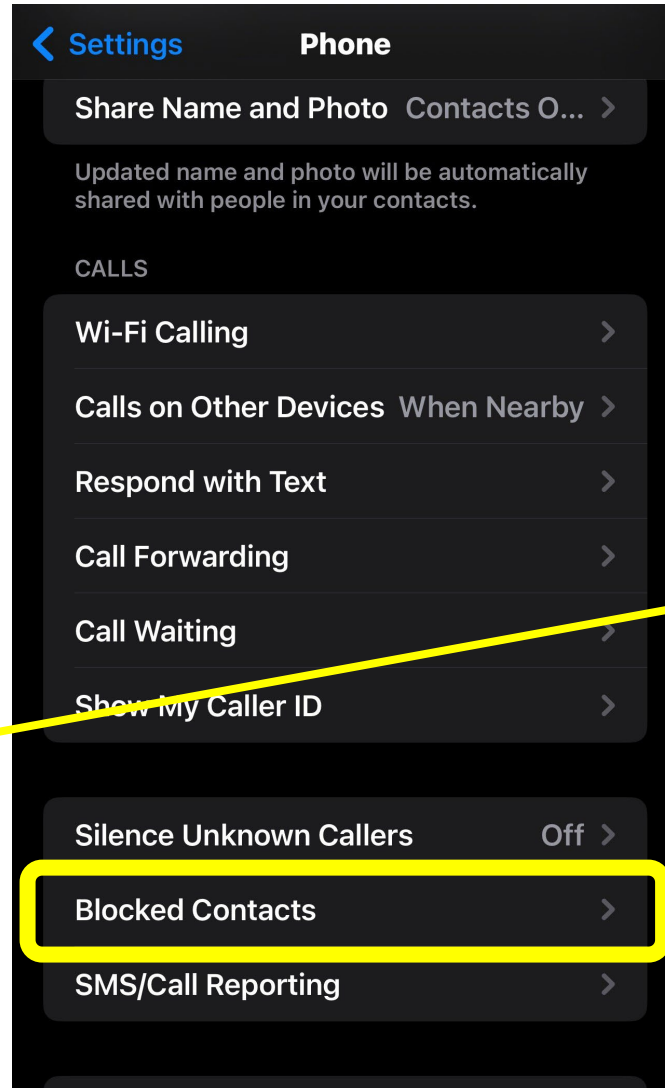 Settings Phone
Share Name and Photo Contacts O...
Updated name and photo will be automatically
shared with people in your contacts.
CALLS
Wi-Fi Calling
Calls on Other Devices When Nearby
Respond with Text
Call Forwarding
Call Waiting
Show My Caller ID
Silence Unknown Callers Off
Blocked Contacts
SMS/Call Reporting